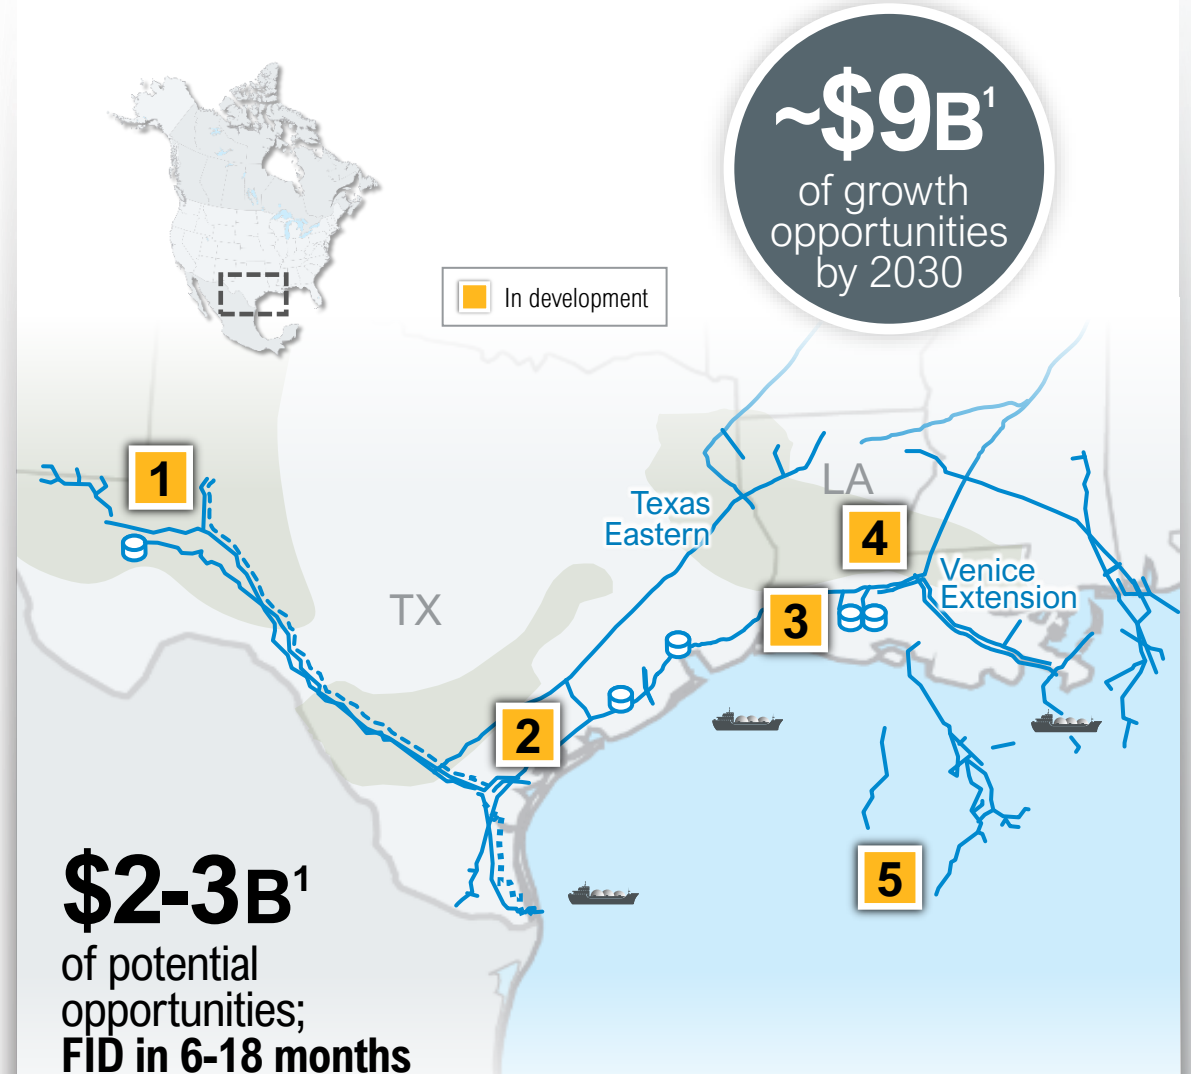 ~$9B¹
of growth
opportunities
by 2030
In development
1
LA
Texas
Eastern
4
Venice
Extension
TX
3
2
5
$2-3B¹
of potential
opportunities;
FID in 6-18 months